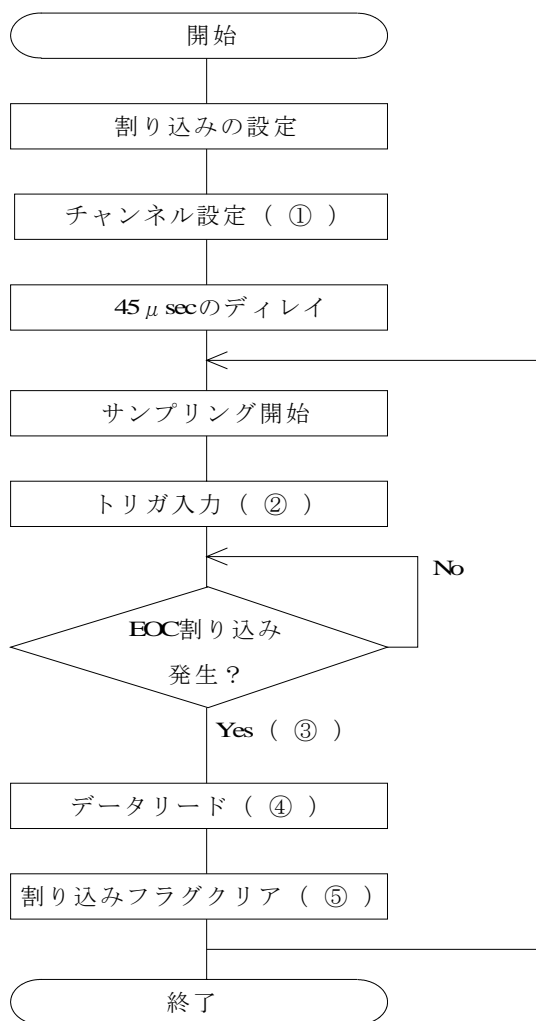 開始
割り込みの設定
チャンネル設定（ ① ）
45μsecのディレイ
サンプリング開始
トリガ入力（ ② ）
No
EOC割り込み
発生？
Yes（ ③ ）
データリード（ ④ ）
割り込みフラグクリア（ ⑤ ）
終了